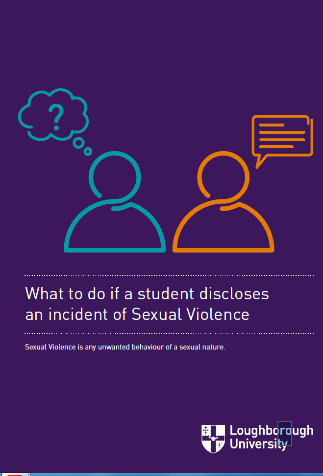 ?
What to do if a student discloses
an incident of Sexual Violence
Sexual Violence is any unwanted behaviour of a sexual nature.
Loughborough
University